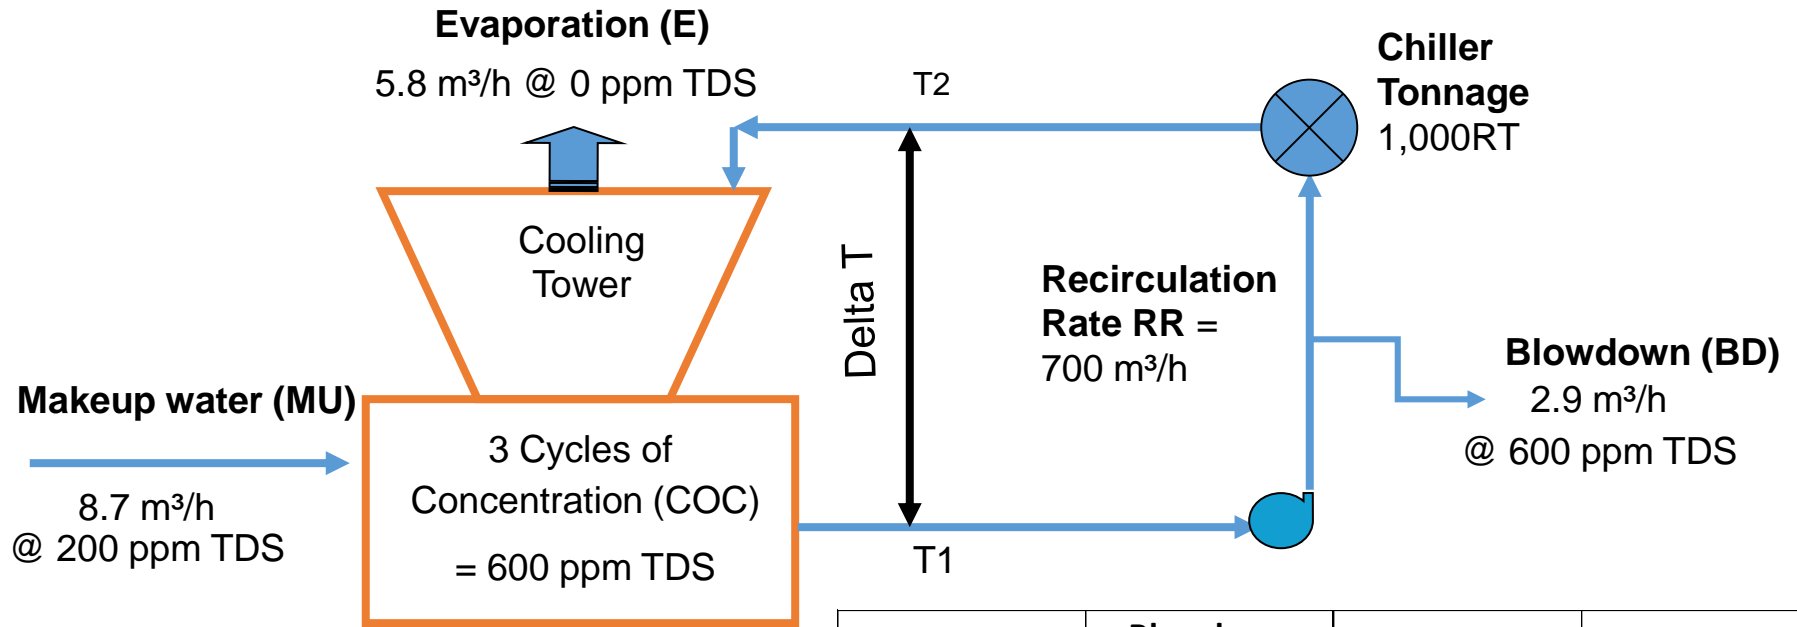 Evaporation (E)
5.8 m³/h @ 0 ppm TDS
T2
Chiller
Tonnage
1,000RT
Cooling
Tower
Delta T
Recirculation
Rate RR =
700 m³/h
Blowdown (BD)
2.9 m³/h
@ 600 ppm TDS
Makeup water (MU)
8.7 m³/h
@ 200 ppm TDS
3 Cycles of
Concentration (COC)
= 600 ppm TDS
T1